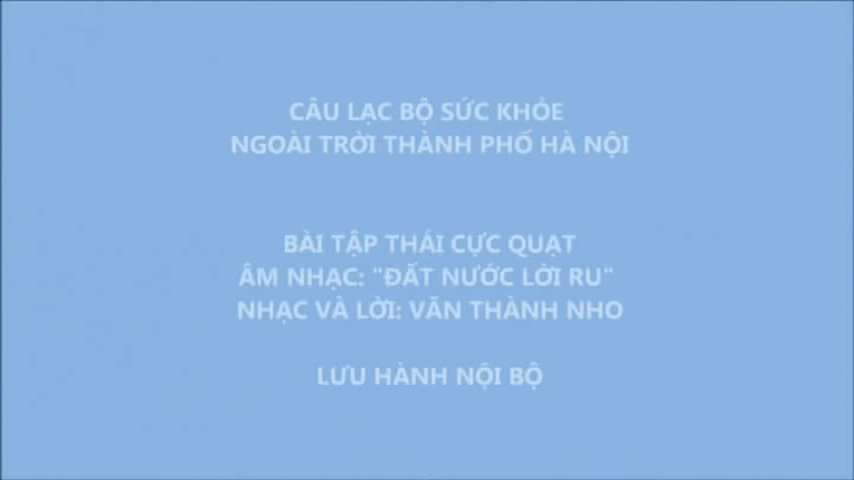 CÂU LẠC BỘ SỨC KHỎE
NGOÀI TRỜI THÀNH PHỐ HÀ NỘI
BÀI TẬP THÁI CỰC QUẠT
ÂM NHẠC: "ĐẤT NƯỚC LỜI RU"
NHẠC VÀ LỜI: VĂN THÀNH NHO
LƯU HÀNH NỘI BỘ